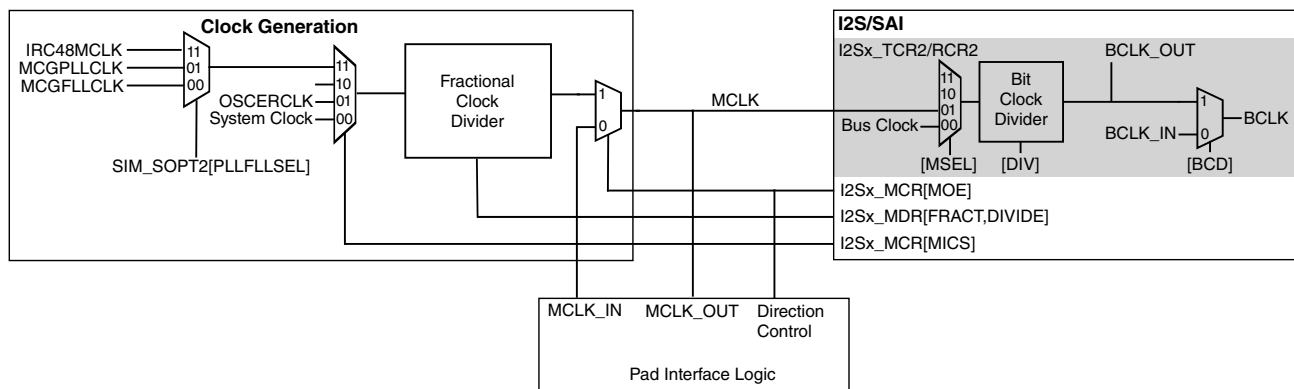 Clock Generation
IRC48MCLK
MCGPLLCLK
MCGFLLCLK
11
01
00
SIM_SOPT2[PLLFLLSEL]
OSCERCLK
System Clock
11
10
01
00
Fractional
Clock
Divider
1
0
MCLK
I2S/SAI
I2Sx_TCR2/RCR2
Bus Clock
11
10
01
00
[MSEL]
Bit
Clock
Divider
[DIV]
BCLK_OUT
BCLK_IN
1
0
[BCD]
BCLK
I2Sx_MCR[MOE]
I2Sx_MDR[FRACT,DIVIDE]
I2Sx_MCR[MICS]
MCLK_IN
MCLK_OUT
Direction
Control
Pad Interface Logic